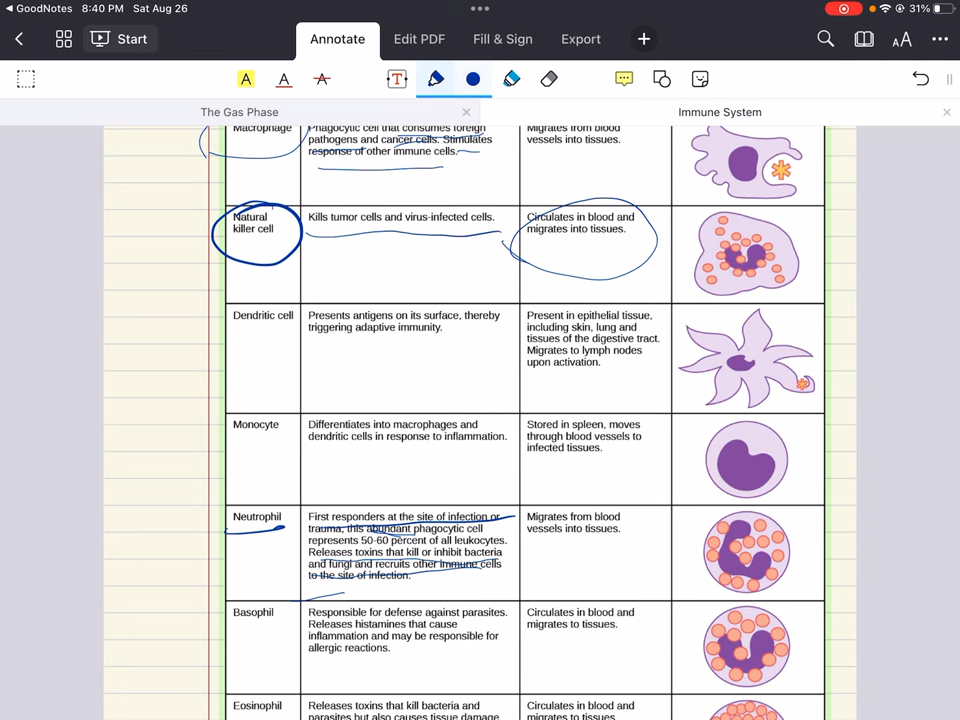 GoodNotes 8:40 PM Sat Aug 26 31%
Start Annotate Edit PDF Fill & Sign Export
A A A T AA
The Gas Phase Immune System
Macrophage
Phagocytic cell that consumes foreign
pathogens and cancer cells. Stimulates
response of other immune cells.
Migrates from blood
vessels into tissues.
Natural
killer cell
Kills tumor cells and virus-infected cells.
Circulates in blood and
migrates into tissues.
Dendritic cell
Presents antigens on its surface, thereby
triggering adaptive immunity.
Present in epithelial tissue,
including skin, lung and
tissues of the digestive tract.
Migrates to lymph nodes
upon activation.
Monocyte
Differentiates into macrophages and
dendritic cells in response to inflammation.
Stored in spleen, moves
through blood vessels to
infected tissues.
Neutrophil
First responders at the site of infection or
trauma, this abundant phagocytic cell
represents 50-60 percent of all leukocytes.
Releases toxins that kill or inhibit bacteria
and fungi and recruits other immune cells
to the site of infection.
Migrates from blood
vessels into tissues.
Basophil
Responsible for defense against parasites.
Releases histamines that cause
inflammation and may be responsible for
allergic reactions.
Circulates in blood and
migrates to tissues.
Eosinophil
Releases toxins that kill bacteria and
parasites but also causes tissue damage
Circulates in blood and
migrates to tissues